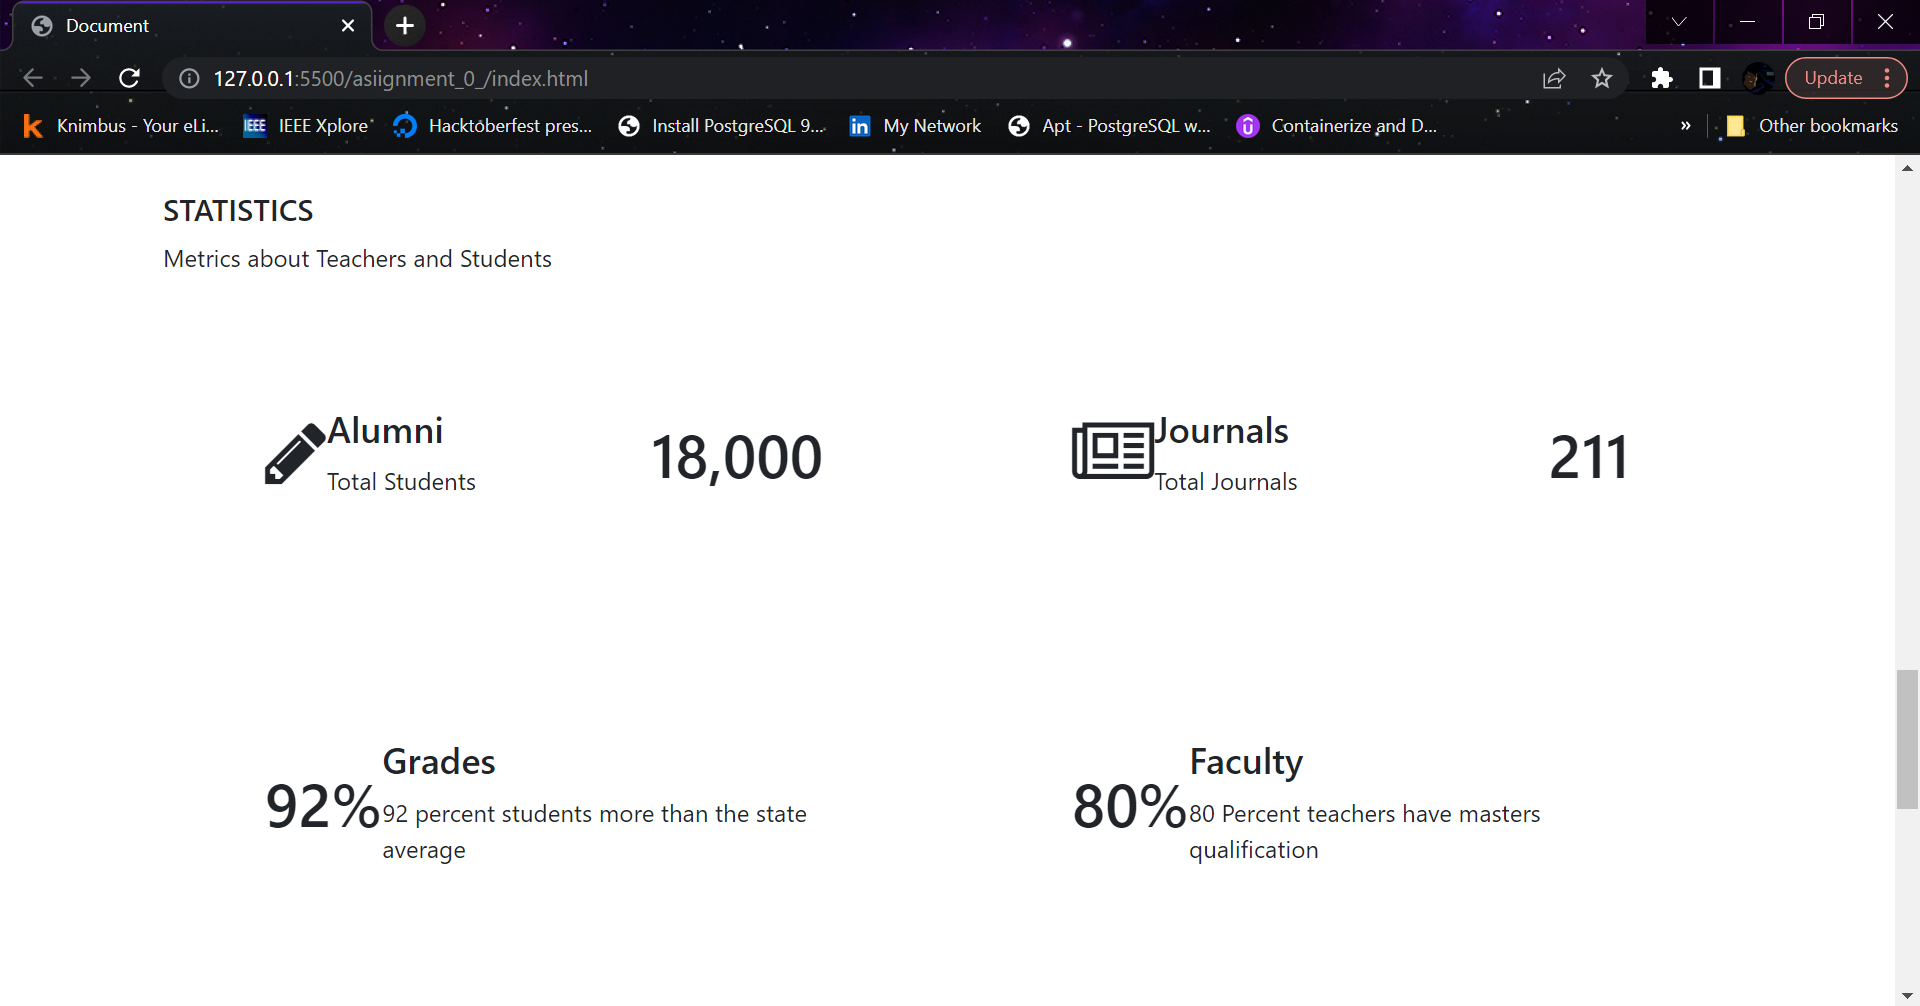 Document
127.0.0.1:5500/asiignment_0_/index.html
Update
Knimbus - Your eLi...
IEEE
IEEE Xplore
Hacktoberfest pres...
Install PostgreSQL 9...
in
My Network
Apt - PostgreSQL w...
Containerize and D...
»
Other bookmarks
STATISTICS
Metrics about Teachers and Students
Alumni
Total Students
18,000
Journals
Total Journals
211
Grades
92%
92 percent students more than the state
average
Faculty
80%
80 Percent teachers have masters
qualification